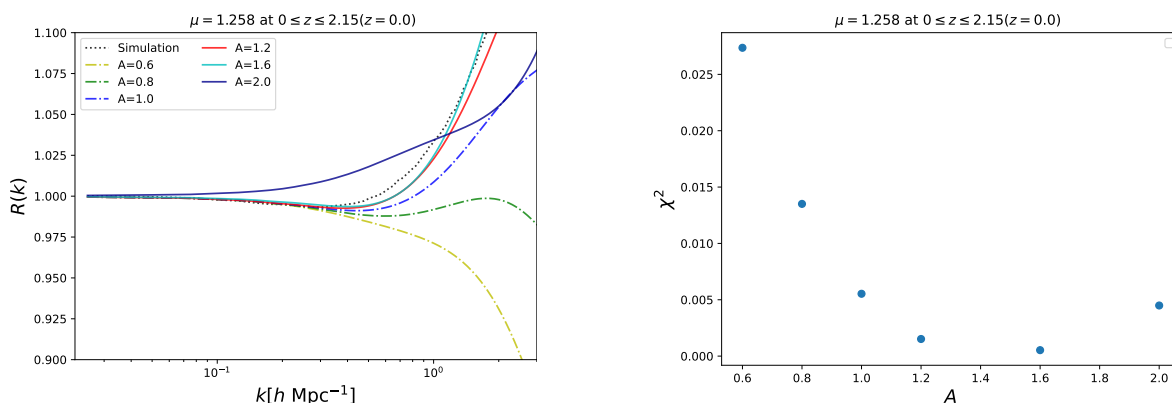 μ = 1.258 at 0 ≤ z ≤ 2.15(z = 0.0)
1.100
1.075
1.050
1.025
1.000
0.975
0.950
0.925
0.900
R(k)
Simulation
A=0.6
A=0.8
A=1.0
A=1.2
A=1.6
A=2.0
10⁻¹
10⁰
k[h Mpc⁻¹]
μ = 1.258 at 0 ≤ z ≤ 2.15(z = 0.0)
0.025
0.020
0.015
0.010
0.005
0.000
χ²
0.6
0.8
1.0
1.2
1.4
1.6
1.8
2.0
A